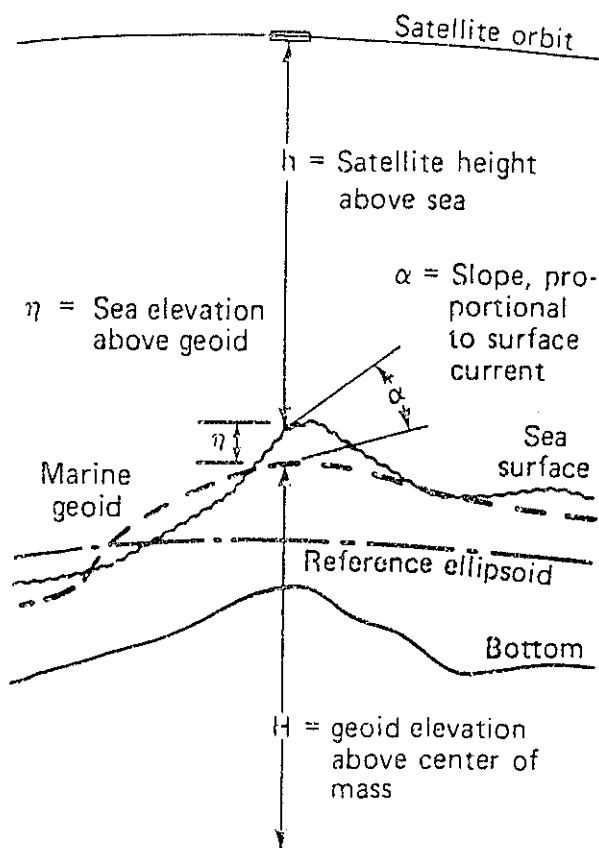 Satellite orbit
h = Satellite height
above sea
η = Sea elevation
above geoid
α = Slope, pro-
portional
to surface
current
α
η
Sea
surface
Marine
geoid
Reference ellipsoid
Bottom
H = geoid elevation
above center of
mass